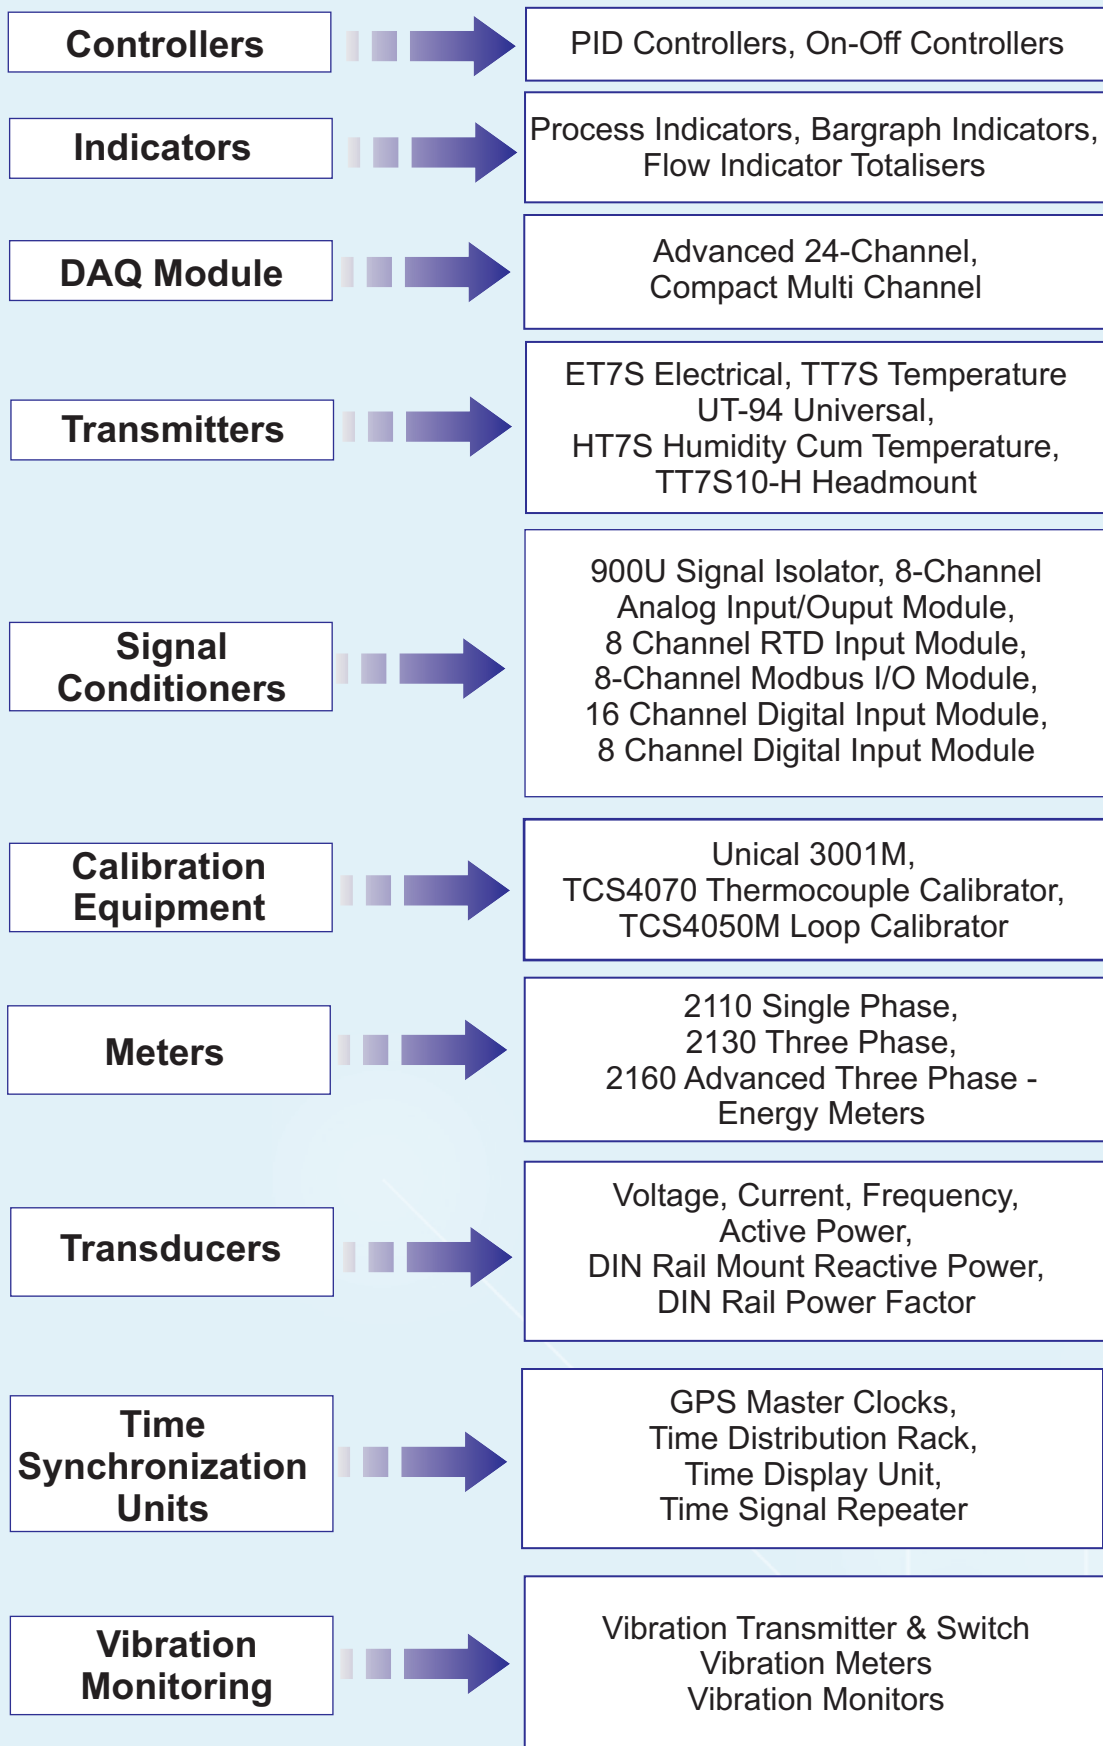 Controllers
PID Controllers, On-Off Controllers
Indicators
Process Indicators, Bargraph Indicators,
Flow Indicator Totalisers
DAQ Module
Advanced 24-Channel,
Compact Multi Channel
Transmitters
ET7S Electrical, TT7S Temperature
UT-94 Universal,
HT7S Humidity Cum Temperature,
TT7S10-H Headmount
Signal
Conditioners
900U Signal Isolator, 8-Channel
Analog Input/Ouput Module,
8 Channel RTD Input Module,
8-Channel Modbus I/O Module,
16 Channel Digital Input Module,
8 Channel Digital Input Module
Calibration
Equipment
Unical 3001M,
TCS4070 Thermocouple Calibrator,
TCS4050M Loop Calibrator
Meters
2110 Single Phase,
2130 Three Phase,
2160 Advanced Three Phase -
Energy Meters
Transducers
Voltage, Current, Frequency,
Active Power,
DIN Rail Mount Reactive Power,
DIN Rail Power Factor
Time
Synchronization
Units
GPS Master Clocks,
Time Distribution Rack,
Time Display Unit,
Time Signal Repeater
Vibration
Monitoring
Vibration Transmitter & Switch
Vibration Meters
Vibration Monitors